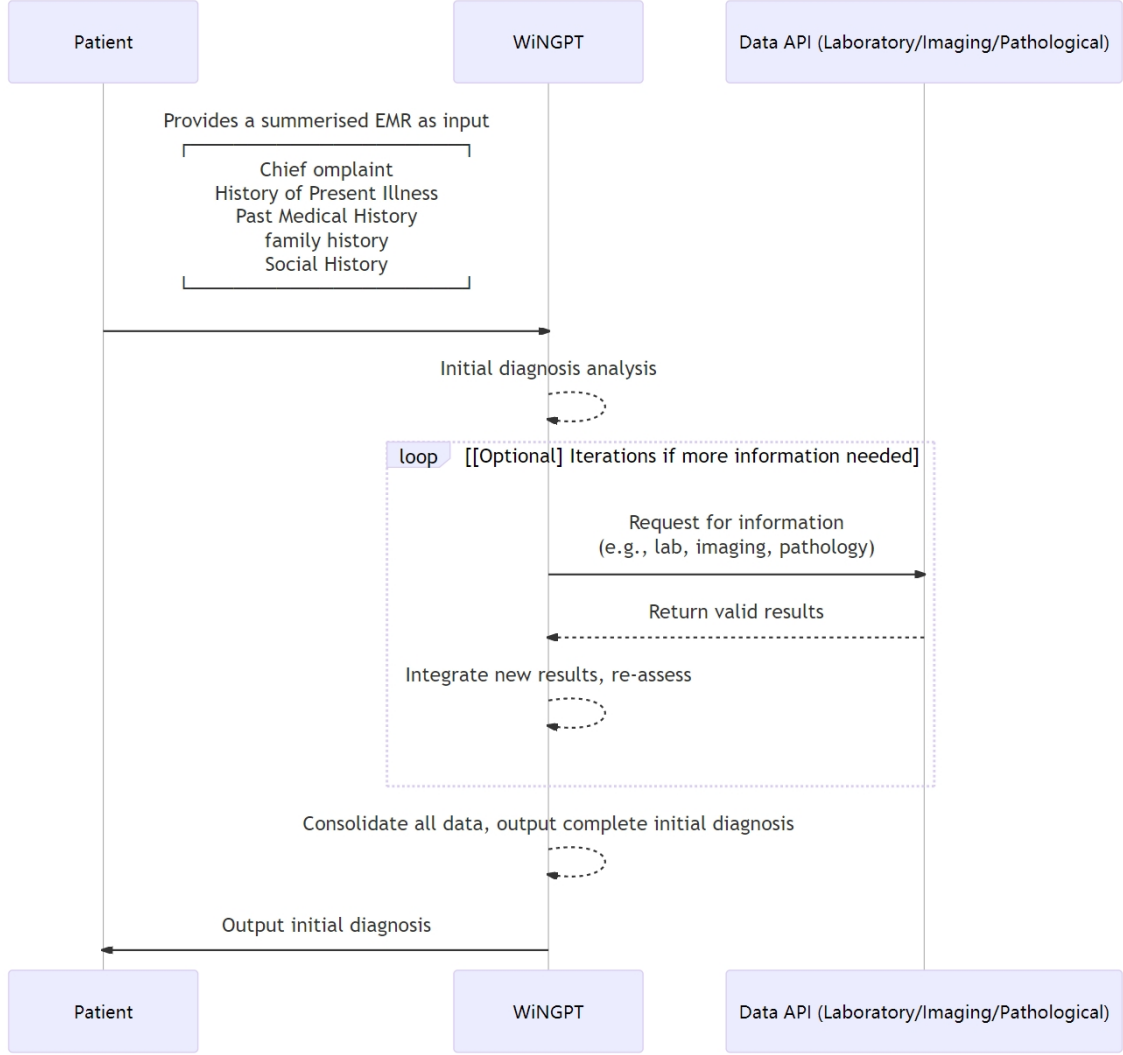 Patient
WiNGPT
Data API (Laboratory/Imaging/Pathological)
Provides a summerised EMR as input
Chief omplaint
History of Present Illness
Past Medical History
family history
Social History
Initial diagnosis analysis
loop
[[Optional] Iterations if more information needed]
Request for information
(e.g., lab, imaging, pathology)
Return valid results
Integrate new results, re-assess
Consolidate all data, output complete initial diagnosis
Output initial diagnosis
Patient
WiNGPT
Data API (Laboratory/Imaging/Pathological)